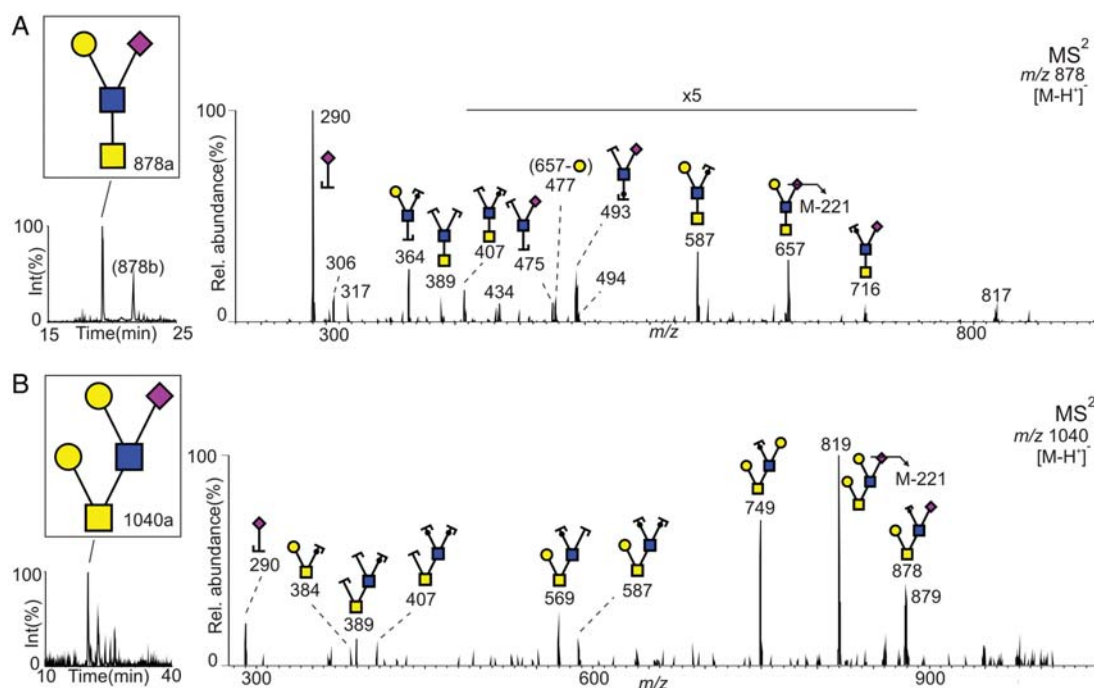 A
878a
100
Int(%)
0
(878b)
15
Time(min)
25
MS2
m/z 878
[M-H+]-
x5
100
Rel. abundance(%)
0
290
306
317
364
389
407
434
475
(657-
477
493
494
587
657
M-221
716
817
300
m/z
800
B
1040a
100
Int(%)
0
10
Time(min)
40
MS2
m/z 1040
[M-H+]-
100
Rel. abundance(%)
0
290
384
389
407
569
587
749
819
M-221
878
879
300
600
m/z
900